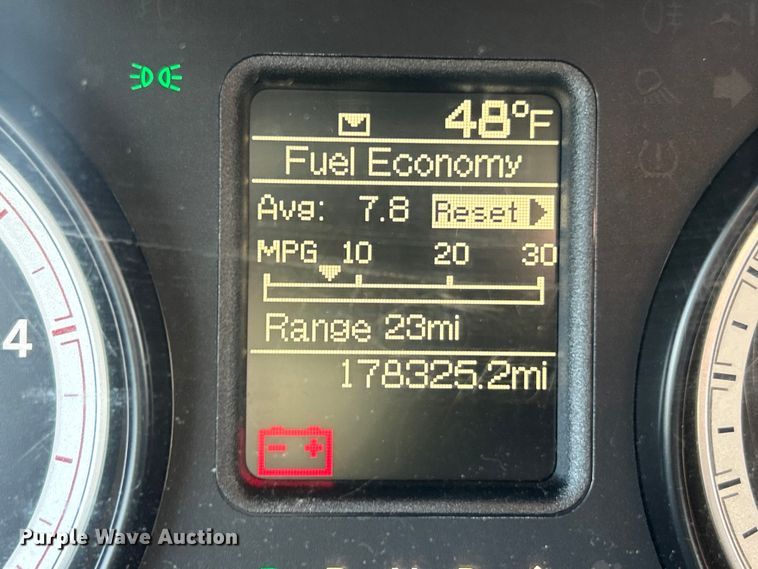 48°F
Fuel Economy
Avg: 7.8 Reset
MPG 10 20 30
Range 23mi
178325.2mi
- +
4
Purple Wave Auction